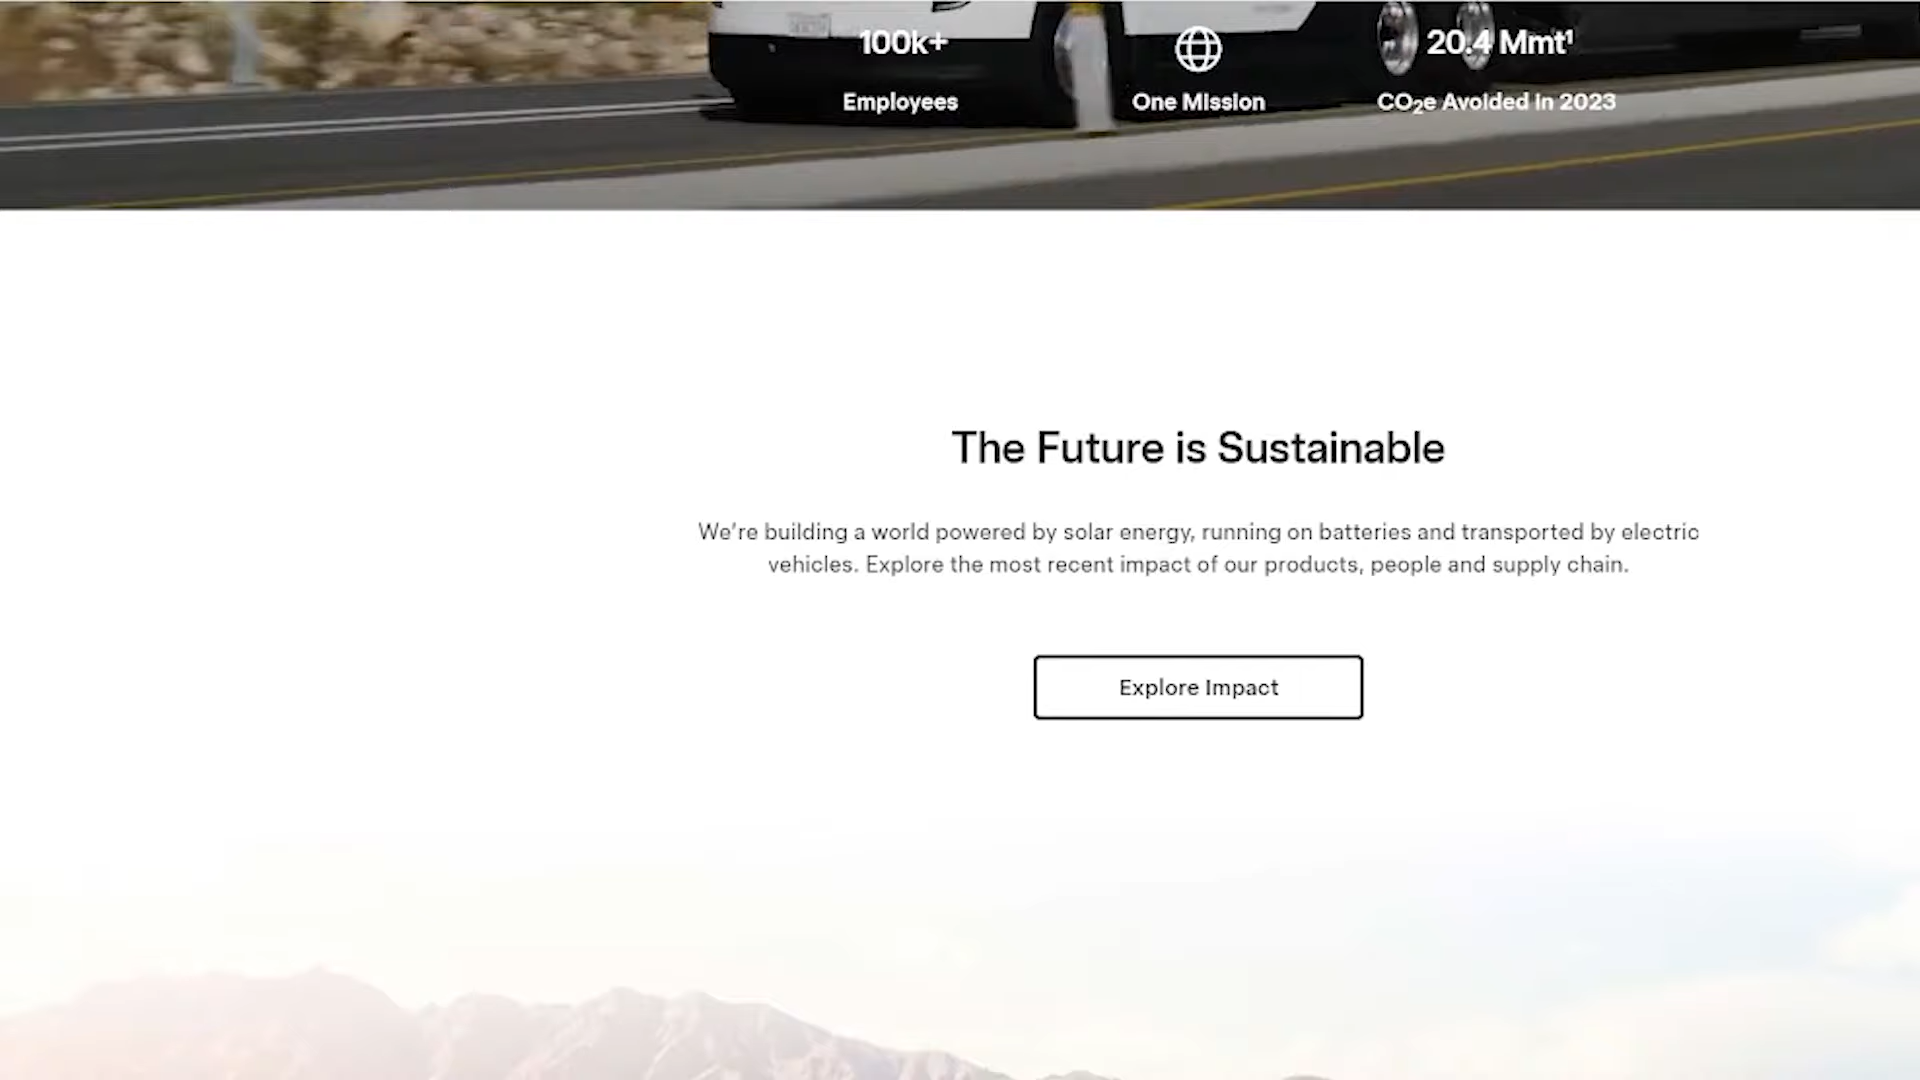 100k+
Employees
One Mission
20.4 Mmt¹
CO₂e Avoided in 2023
The Future is Sustainable
We’re building a world powered by solar energy, running on batteries and transported by electric
vehicles. Explore the most recent impact of our products, people and supply chain.
Explore Impact